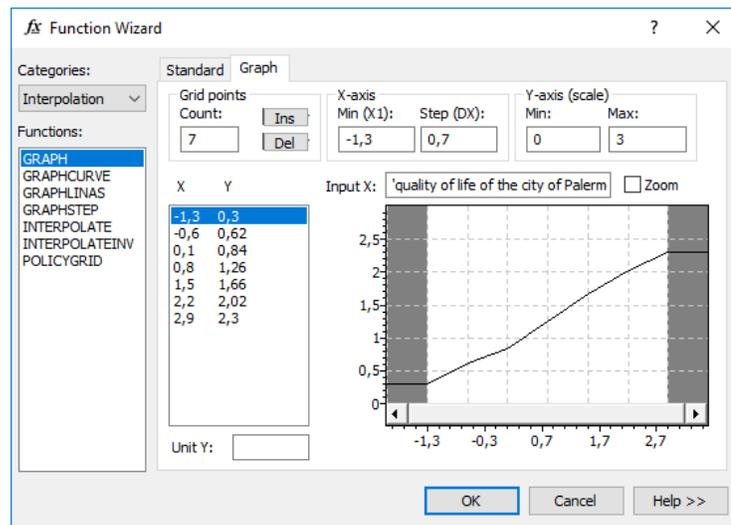 fx Function Wizard ? X
Categories:
Interpolation
Functions:
GRAPH
GRAPHCURVE
GRAPHLINAS
GRAPHSTEP
INTERPOLATE
INTERPOLATEINV
POLICYGRID
Standard Graph
Grid points
Count:
7
Ins
Del
X-axis
Min (X1): Step (DX):
-1,3 0,7
Y-axis (scale)
Min: Max:
0 3
X Y
-1,3 0,3
-0,6 0,62
0,1 0,84
0,8 1,26
1,5 1,66
2,2 2,02
2,9 2,3
Unit Y:
Input X: 'quality of life of the city of Palerm Zoom
2,5
2
1,5
1
0,5
0
-1,3 -0,3 0,7 1,7 2,7
OK Cancel Help >>